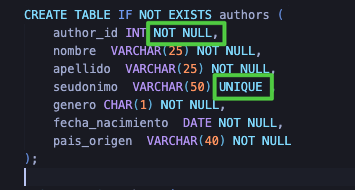 CREATE TABLE IF NOT EXISTS authors (
author_id INT NOT NULL,
nombre VARCHAR(25) NOT NULL,
apellido VARCHAR(25) NOT NULL,
seudonimo VARCHAR(50) UNIQUE,
genero CHAR(1) NOT NULL,
fecha_nacimiento DATE NOT NULL,
pais_origen VARCHAR(40) NOT NULL
);